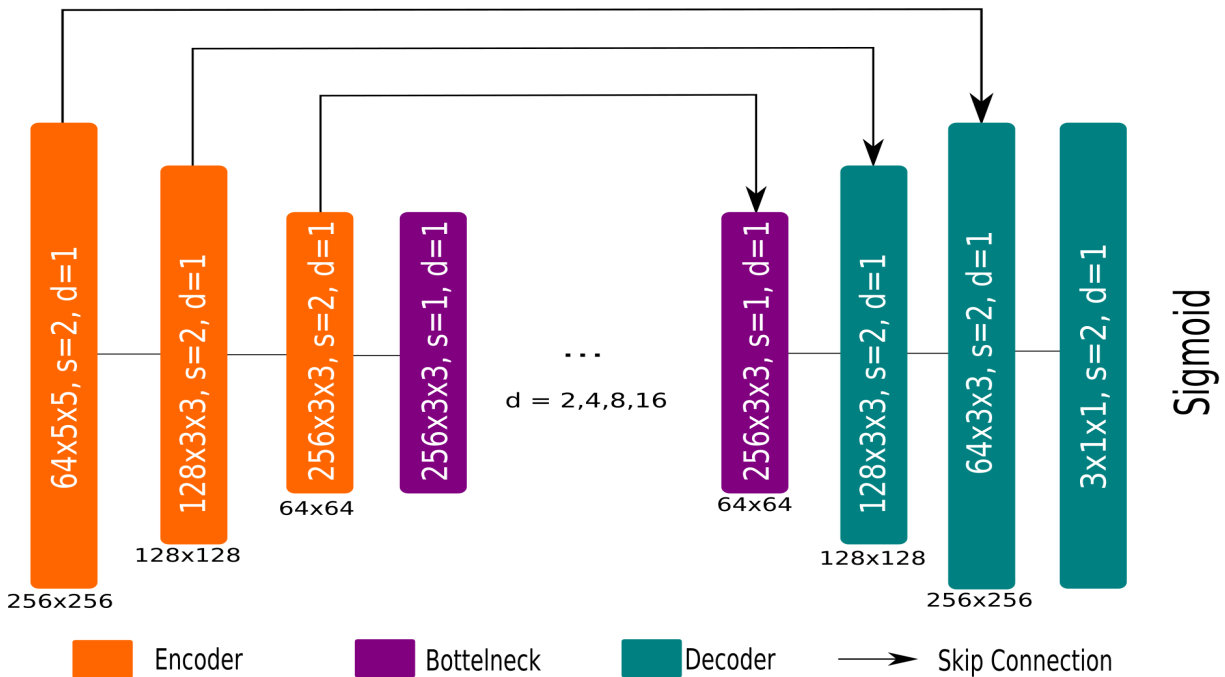 64x5x5, s=2, d=1
256x256
128x3x3, s=2, d=1
128x128
256x3x3, s=2, d=1
64x64
256x3x3, s=1, d=1
...
d = 2,4,8,16
256x3x3, s=1, d=1
64x64
128x3x3, s=2, d=1
128x128
64x3x3, s=2, d=1
256x256
3x1x1, s=2, d=1
Sigmoid
Encoder
Bottelneck
Decoder
Skip Connection